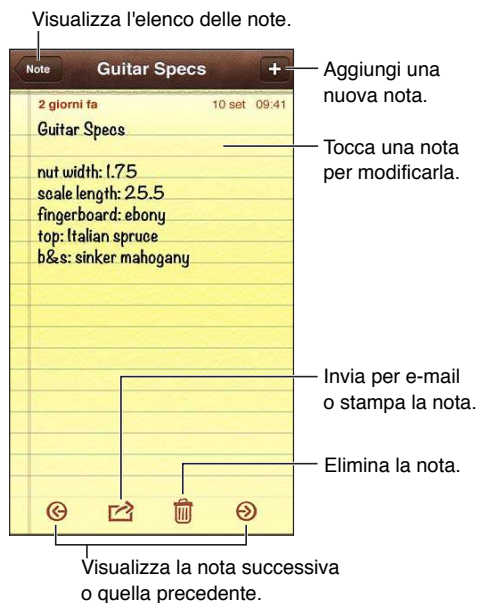 Visualizza l'elenco delle note.
Note
Guitar Specs
+
Aggiungi una
nuova nota.
2 giorni fa
10 set 09:41
Guitar Specs
Tocca una nota
per modificarla.
nut width: 1.75
scale length: 25.5
fingerboard: ebony
top: Italian spruce
b&s: sinker mahogany
Invia per e-mail
o stampa la nota.
Elimina la nota.
Visualizza la nota successiva
o quella precedente.